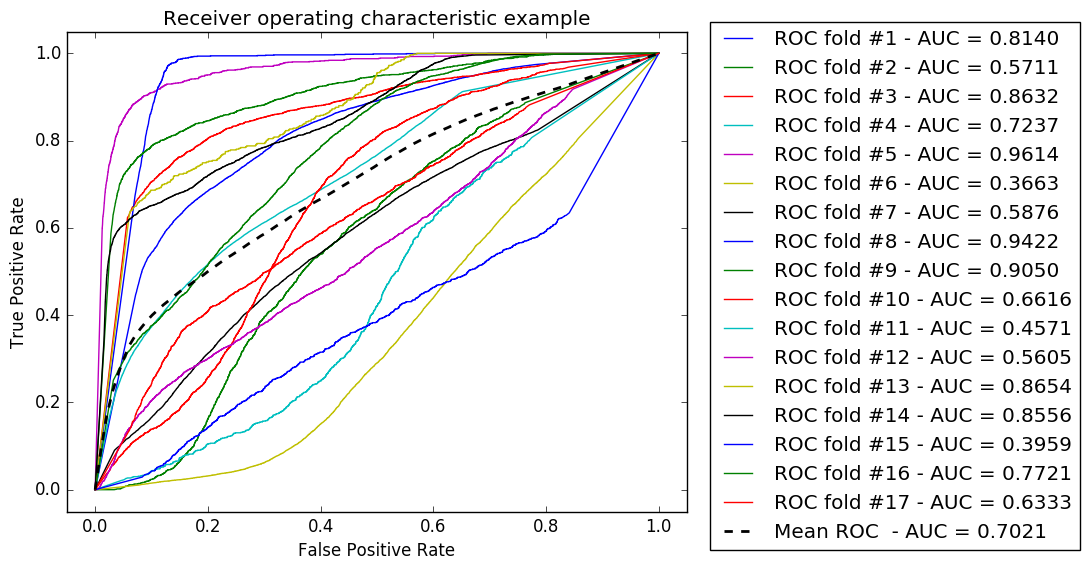 Receiver operating characteristic example
True Positive Rate
1.0
0.8
0.6
0.4
0.2
0.0
0.0 0.2 0.4 0.6 0.8 1.0
False Positive Rate
ROC fold #1 - AUC = 0.8140
ROC fold #2 - AUC = 0.5711
ROC fold #3 - AUC = 0.8632
ROC fold #4 - AUC = 0.7237
ROC fold #5 - AUC = 0.9614
ROC fold #6 - AUC = 0.3663
ROC fold #7 - AUC = 0.5876
ROC fold #8 - AUC = 0.9422
ROC fold #9 - AUC = 0.9050
ROC fold #10 - AUC = 0.6616
ROC fold #11 - AUC = 0.4571
ROC fold #12 - AUC = 0.5605
ROC fold #13 - AUC = 0.8654
ROC fold #14 - AUC = 0.8556
ROC fold #15 - AUC = 0.3959
ROC fold #16 - AUC = 0.7721
ROC fold #17 - AUC = 0.6333
Mean ROC  - AUC = 0.7021